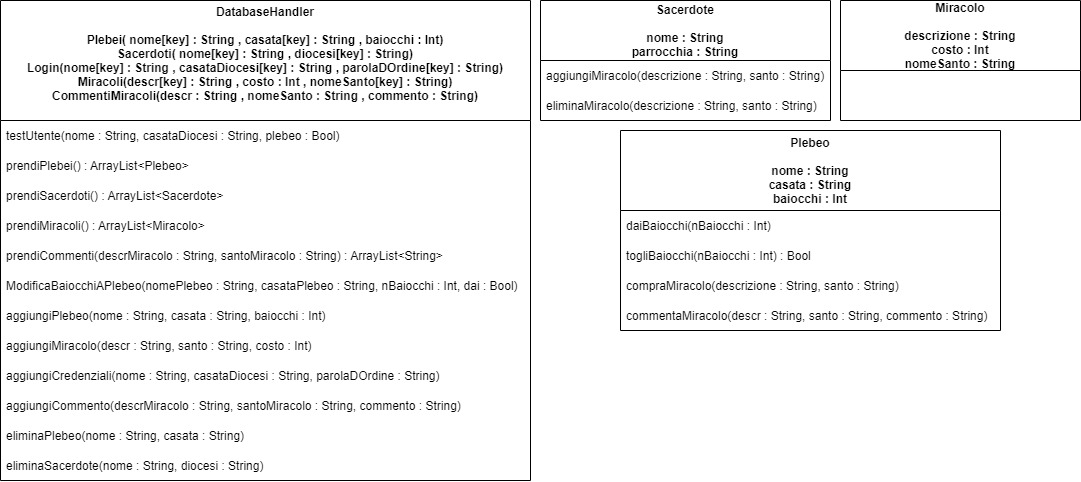 DatabaseHandler
Plebei( nome[key] : String , casata[key] : String , baiocchi : Int)
Sacerdoti( nome[key] : String , diocesi[key] : String)
Login(nome[key] : String , casataDiocesi[key] : String , parolaDOrdine[key] : String)
Miracoli(descr[key] : String , costo : Int , nomeSanto[key] : String)
CommentiMiracoli(descr : String , nomeSanto : String , commento : String)
testUtente(nome : String, casataDiocesi : String, plebeo : Bool)
prendiPlebei() : ArrayList<Plebeo>
prendiSacerdoti() : ArrayList<Sacerdote>
prendiMiracoli() : ArrayList<Miracolo>
prendiCommenti(descrMiracolo : String, santoMiracolo : String) : ArrayList<String>
ModificaBaiocchiAPlebeo(nomePlebeo : String, casataPlebeo : String, nBaiocchi : Int, dai : Bool)
aggiungiPlebeo(nome : String, casata : String, baiocchi : Int)
aggiungiMiracolo(descr : String, santo : String, costo : Int)
aggiungiCredenziali(nome : String, casataDiocesi : String, parolaDOrdine : String)
aggiungiCommento(descrMiracolo : String, santoMiracolo : String, commento : String)
eliminaPlebeo(nome : String, casata : String)
eliminaSacerdote(nome : String, diocesi : String)
Sacerdote
nome : String
parrocchia : String
aggiungiMiracolo(descrizione : String, santo : String)
eliminaMiracolo(descrizione : String, santo : String)
Miracolo
descrizione : String
costo : Int
nomeSanto : String
Plebeo
nome : String
casata : String
baiocchi : Int
daiBaiocchi(nBaiocchi : Int)
togliBaiocchi(nBaiocchi : Int) : Bool
compraMiracolo(descrizione : String, santo : String)
commentaMiracolo(descr : String, santo : String, commento : String)